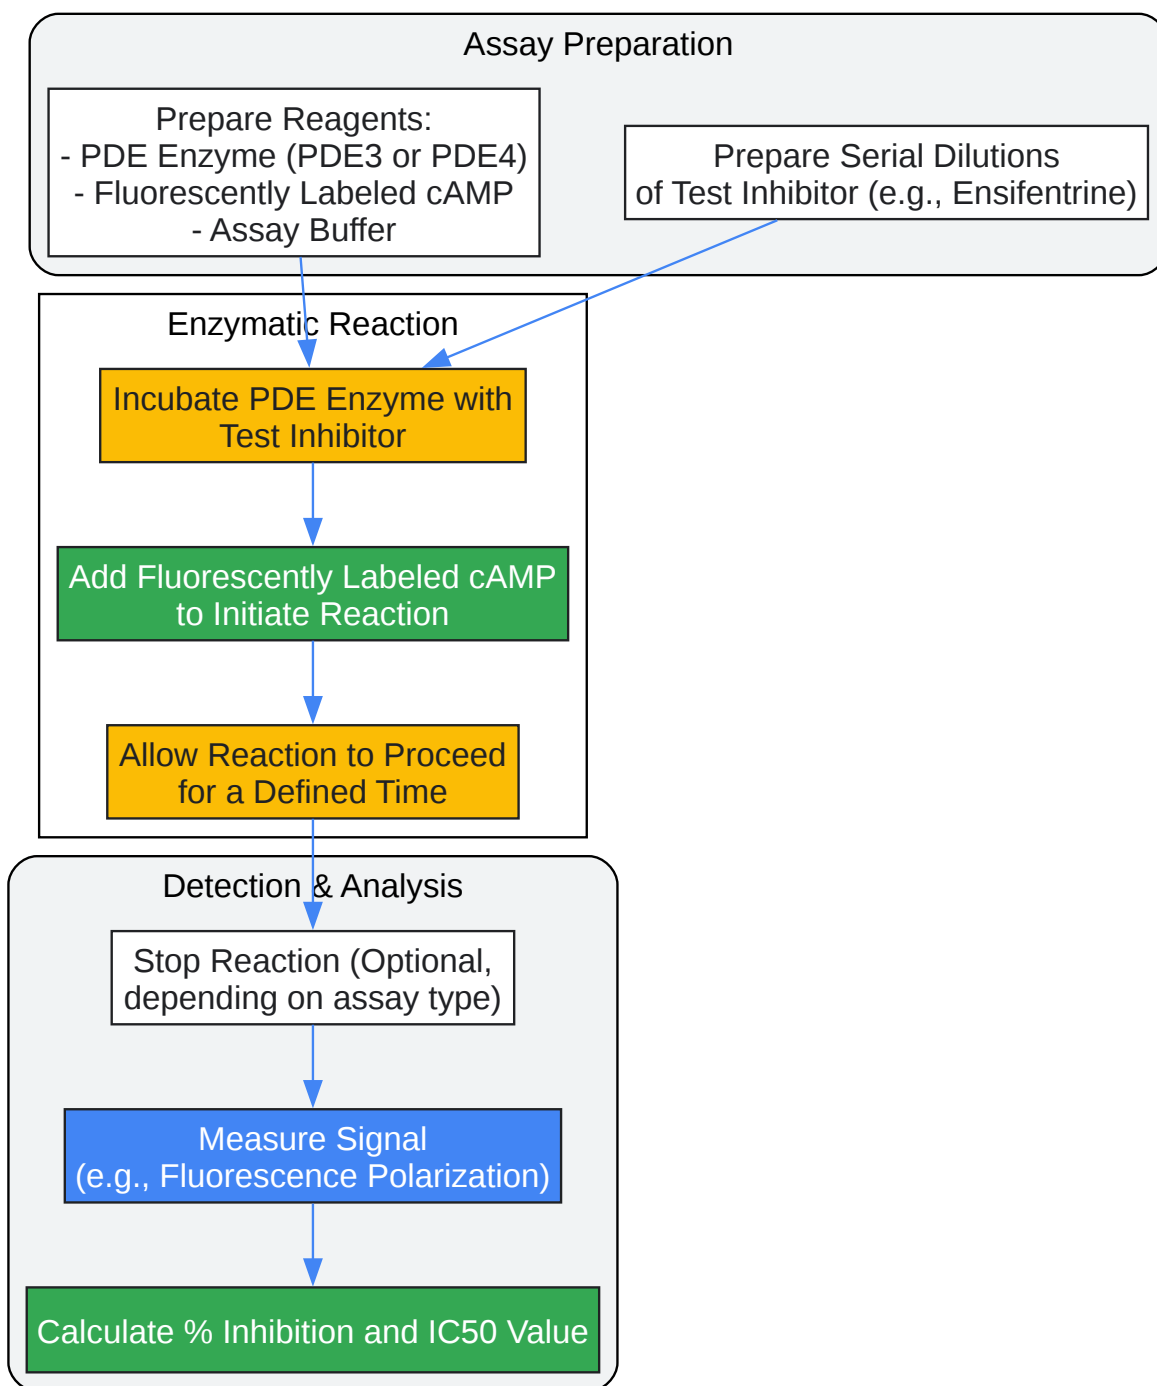 Assay Preparation
Prepare Reagents:
- PDE Enzyme (PDE3 or PDE4)
- Fluorescently Labeled cAMP
- Assay Buffer
Prepare Serial Dilutions
of Test Inhibitor (e.g., Ensifentrine)
Enzymatic Reaction
Incubate PDE Enzyme with
Test Inhibitor
Add Fluorescently Labeled cAMP
to Initiate Reaction
Allow Reaction to Proceed
for a Defined Time
Detection & Analysis
Stop Reaction (Optional,
depending on assay type)
Measure Signal
(e.g., Fluorescence Polarization)
Calculate % Inhibition and IC50 Value